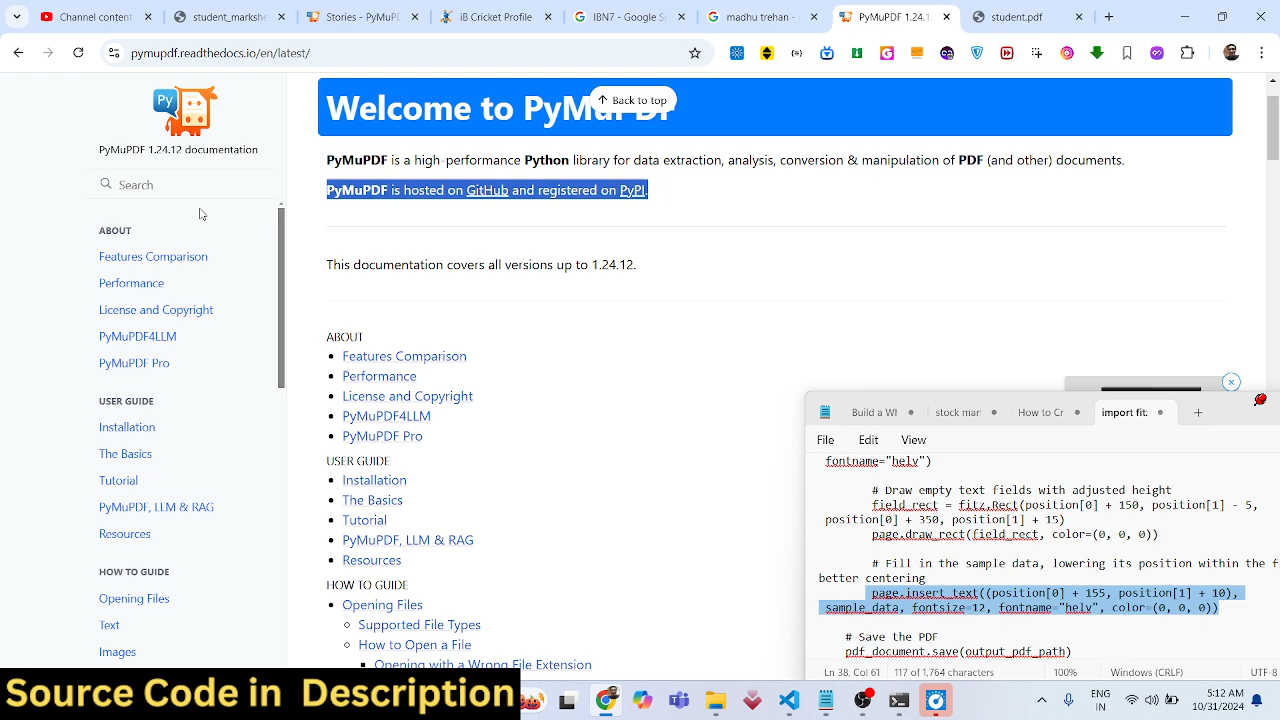 Channel conte
student_markshe
Stories - PyMuPD
iB Cricket Profile
IBN7 - Google S
madhu trehan -
PyMuPDF 1.24.1
student.pdf
pymupdf.readthedocs.io/en/latest/
PyMuPDF 1.24.12 documentation
Search
ABOUT
Features Comparison
Performance
License and Copyright
PyMuPDF4LLM
PyMuPDF Pro
USER GUIDE
Installation
The Basics
Tutorial
PyMuPDF, LLM & RAG
Resources
HOW TO GUIDE
Opening Files
Text
Images
Welcome to PyMuPDF
Back to top
PyMuPDF is a high-performance Python library for data extraction, analysis, conversion & manipulation of PDF (and other) documents.
PyMuPDF is hosted on GitHub and registered on PyPI.
This documentation covers all versions up to 1.24.12.
ABOUT
Features Comparison
Performance
License and Copyright
PyMuPDF4LLM
PyMuPDF Pro
USER GUIDE
Installation
The Basics
Tutorial
PyMuPDF, LLM & RAG
Resources
HOW TO GUIDE
Opening Files
Supported File Types
How to Open a File
Opening with a Wrong File Extension
Build a Wh
stock mark
How to Cr
import fit:
File Edit View
fontname="helv")
# Draw empty text fields with adjusted height
field_rect = fitz.Rect(position[0] + 150, position[1] - 5,
position[0] + 350, position[1] + 15)
page.draw_rect(field_rect, color=(0, 0, 0))
# Fill in the sample data, lowering its position within the f
better centering
page.insert_text((position[0] + 155, position[1] + 10),
sample_data, fontsize=12, fontname="helv", color=(0, 0, 0))
# Save the PDF
pdf_document.save(output_pdf_path)
Ln 38, Col 61
117 of 1,764 characters
100%
Windows (CRLF)
UTF-8
Source Code in Description
ENG
IN
5:12 AM
10/31/2024